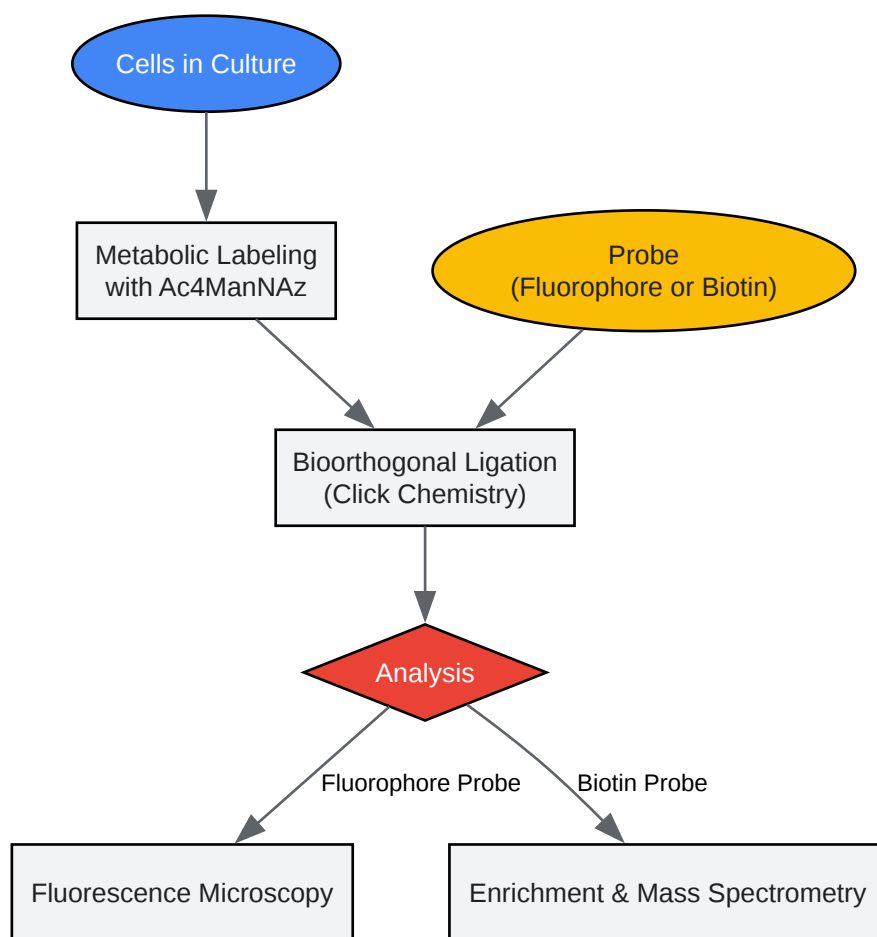 Cells in Culture
Metabolic Labeling
with Ac4ManNAz
Probe
(Fluorophore or Biotin)
Bioorthogonal Ligation
(Click Chemistry)
Analysis
Fluorophore Probe
Biotin Probe
Fluorescence Microscopy
Enrichment & Mass Spectrometry